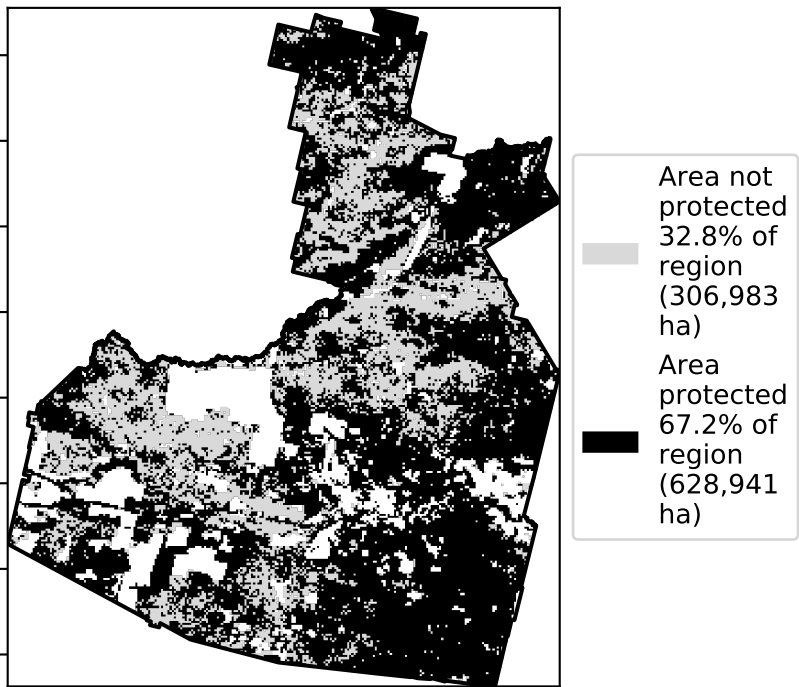 Area not
protected
32.8% of
region
(306,983
ha)
Area
protected
67.2% of
region
(628,941
ha)